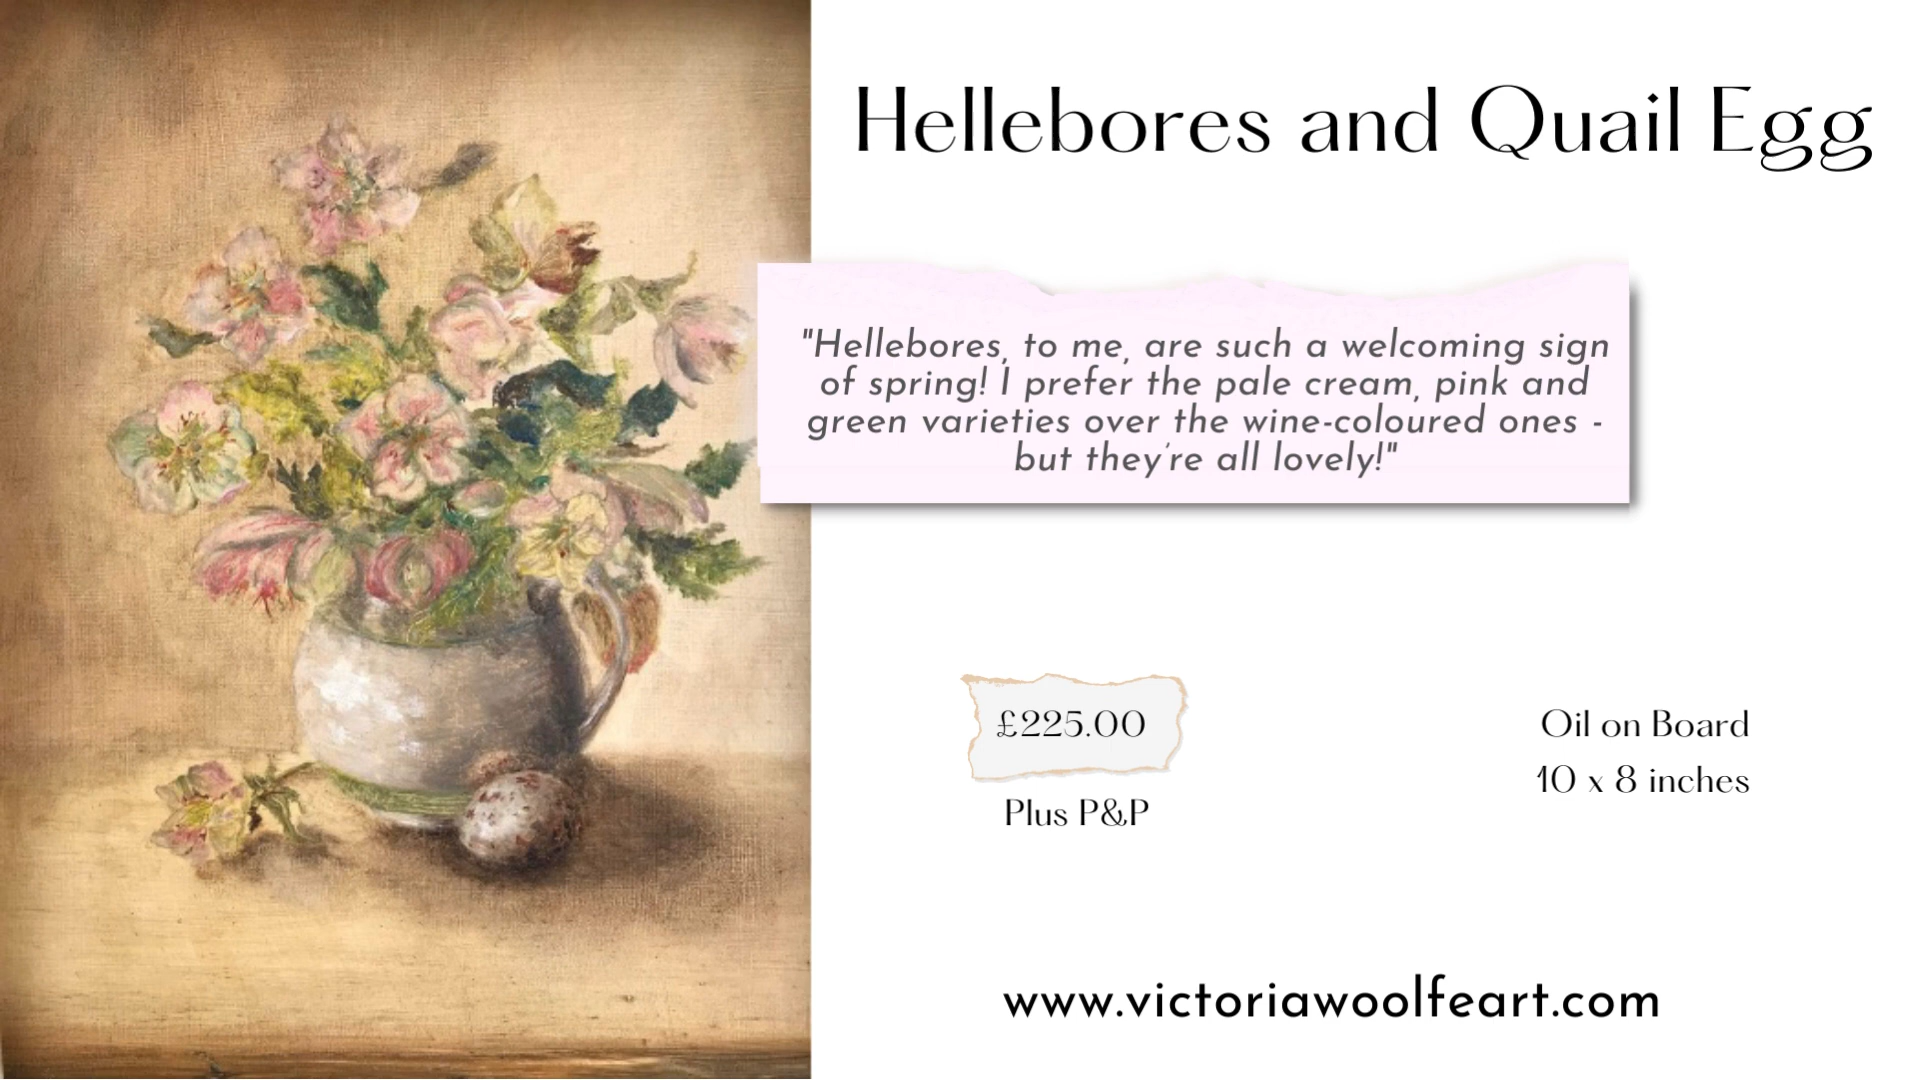 Hellebores and Quail Egg
"Hellebores, to me, are such a welcoming sign
of spring! I prefer the pale cream, pink and
green varieties over the wine-coloured ones -
but they're all lovely!"
£225.00
Plus P&P
Oil on Board
10 x 8 inches
www.victoriawoolfeart.com